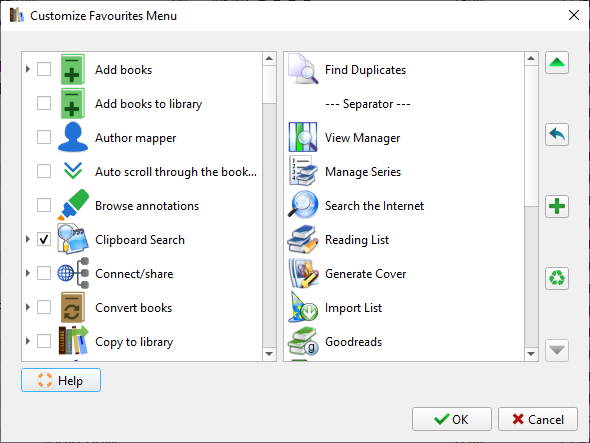 Customize Favourites Menu
Add books
Add books to library
Author mapper
Auto scroll through the book...
Browse annotations
Clipboard Search
Connect/share
Convert books
Copy to library
Find Duplicates
--- Separator ---
View Manager
Manage Series
Search the Internet
Reading List
Generate Cover
Import List
Goodreads
Help
OK
Cancel